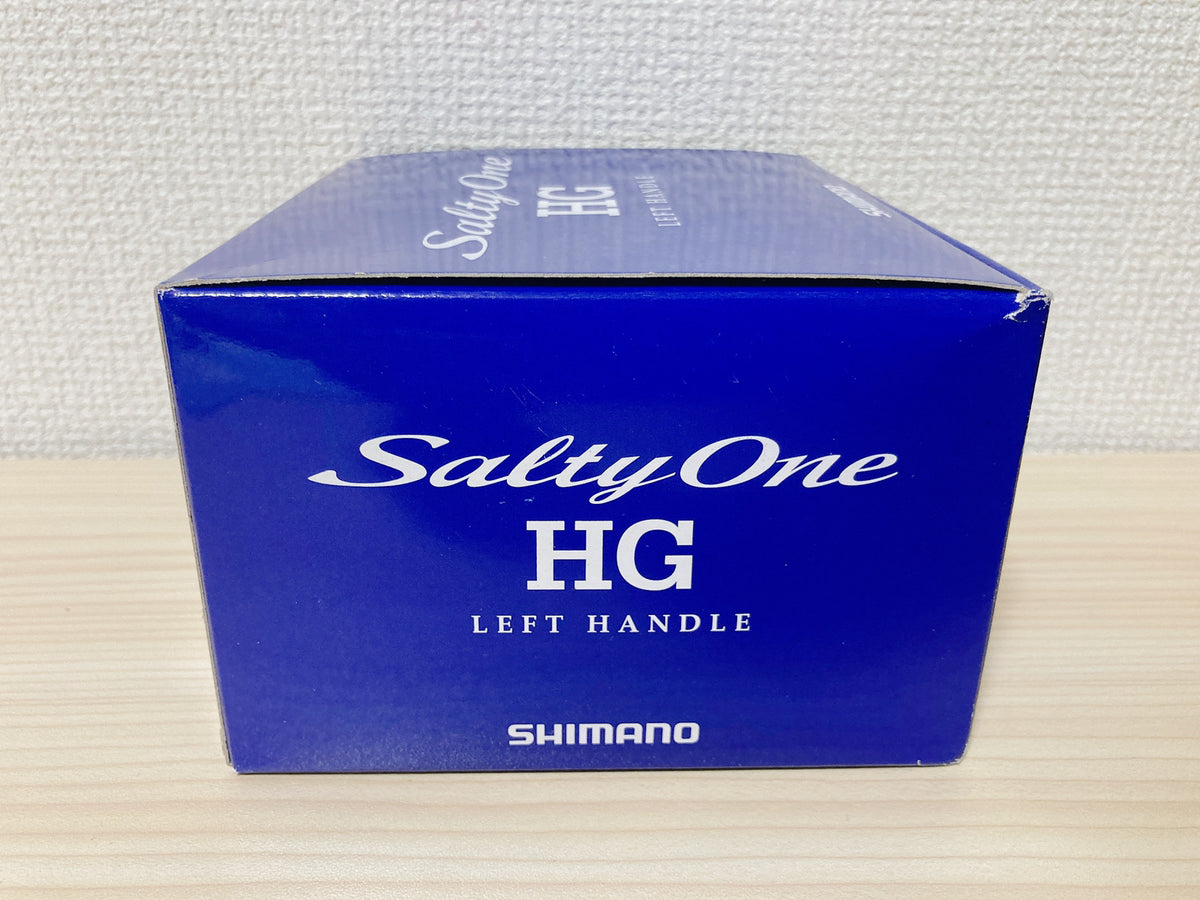 Salty One
HG
LEFT HANDLE
SHIMANO
Salty One
HG
LEFT HANDLE
SHIMANO